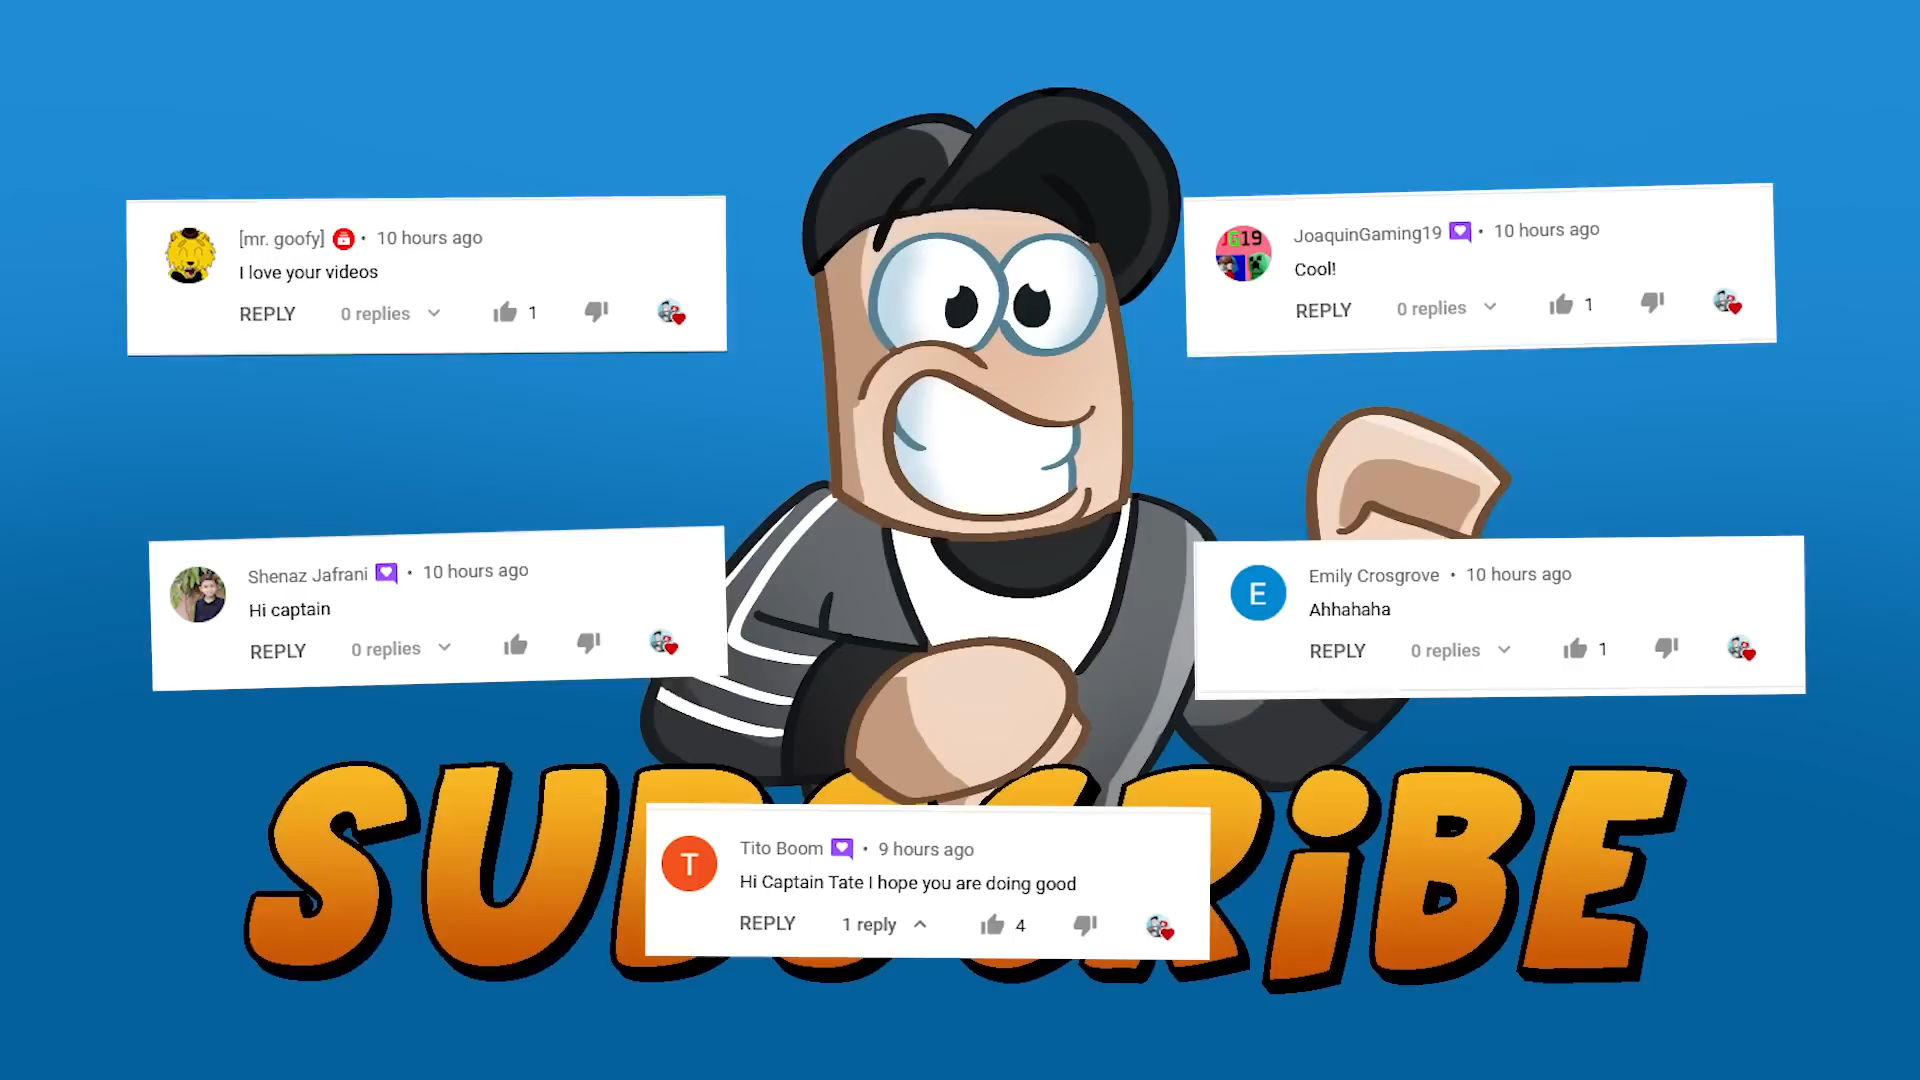 [mr. goofy] • 10 hours ago
I love your videos
REPLY 0 replies 1
JG19
JoaquinGaming19 • 10 hours ago
Cool!
REPLY 0 replies 1
Shenaz Jafrani • 10 hours ago
Hi captain
REPLY 0 replies
E
Emily Crosgrove • 10 hours ago
Ahhahaha
REPLY 0 replies 1
SUBSCRiBE
T
Tito Boom • 9 hours ago
Hi Captain Tate I hope you are doing good
REPLY 1 reply 4